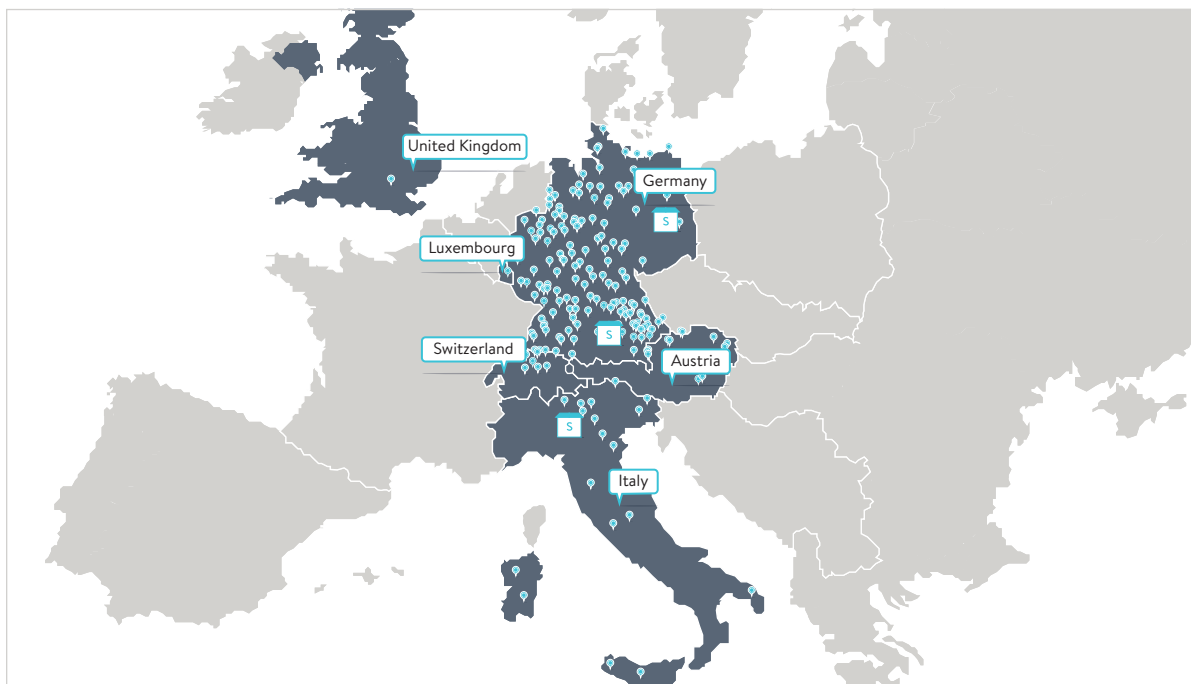 United Kingdom
Germany
S
Luxembourg
S
Switzerland
Austria
S
Italy